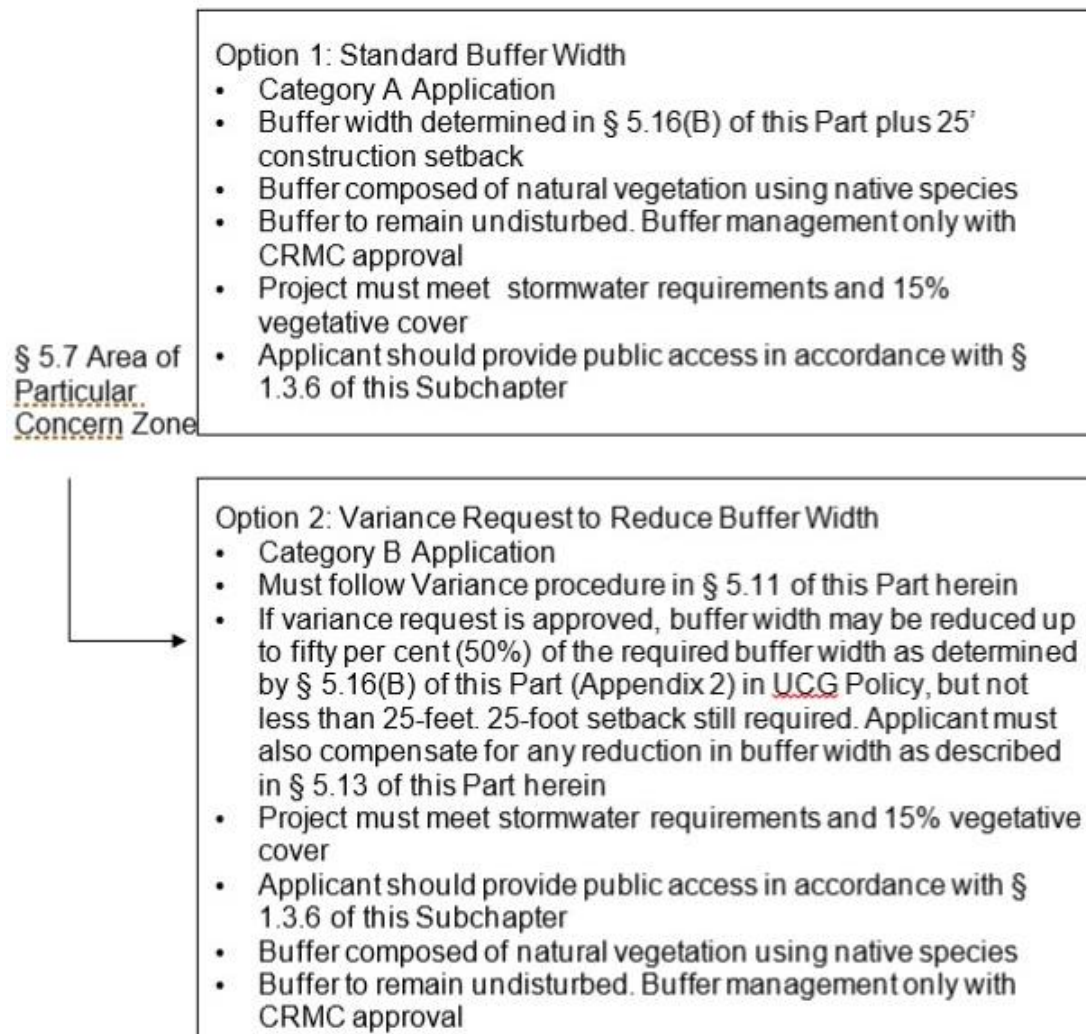 § 5.7 Area of
Particular
Concern Zone
Option 1: Standard Buffer Width
• Category A Application
• Buffer width determined in § 5.16(B) of this Part plus 25’
construction setback
• Buffer composed of natural vegetation using native species
• Buffer to remain undisturbed. Buffer management only with
CRMC approval
• Project must meet stormwater requirements and 15%
vegetative cover
• Applicant should provide public access in accordance with §
1.3.6 of this Subchapter
Option 2: Variance Request to Reduce Buffer Width
• Category B Application
• Must follow Variance procedure in § 5.11 of this Part herein
• If variance request is approved, buffer width may be reduced up
to fifty per cent (50%) of the required buffer width as determined
by § 5.16(B) of this Part (Appendix 2) in UCG Policy, but not
less than 25-feet. 25-foot setback still required. Applicant must
also compensate for any reduction in buffer width as described
in § 5.13 of this Part herein
• Project must meet stormwater requirements and 15% vegetative
cover
• Applicant should provide public access in accordance with §
1.3.6 of this Subchapter
• Buffer composed of natural vegetation using native species
• Buffer to remain undisturbed. Buffer management only with
CRMC approval